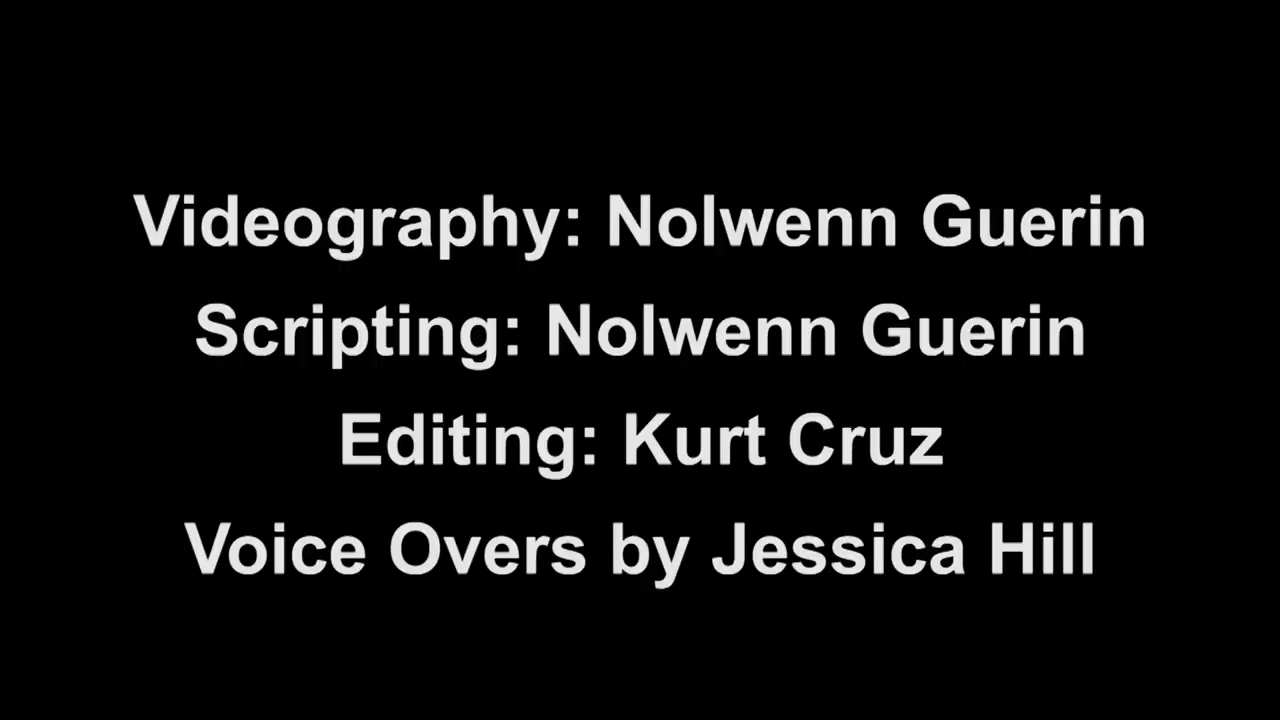 Videography: Nolwenn Guerin
Scripting: Nolwenn Guerin
Editing: Kurt Cruz
Voice Overs by Jessica Hill